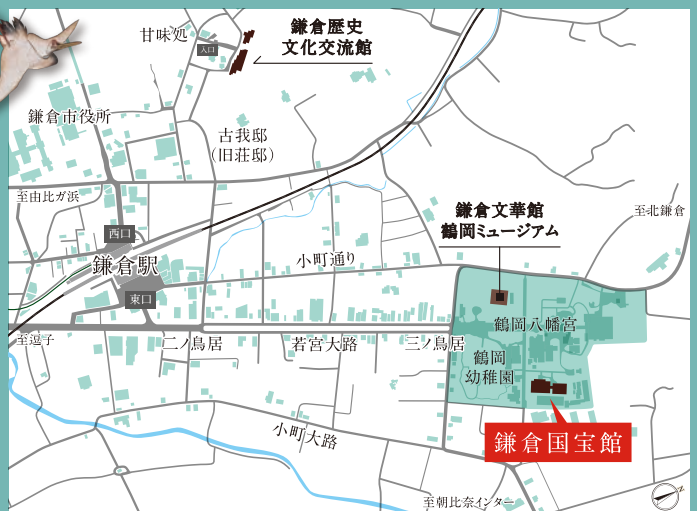 甘味処
入口
鎌倉歴史
文化交流館
鎌倉市役所
古我邸
（旧荘邸）
至由比ガ浜
西口
鎌倉駅
東口
小町通り
鎌倉文華館
鶴岡ミュージアム
至北鎌倉
至逗子
二ノ鳥居
若宮大路
三ノ鳥居
鶴岡八幡宮
鶴岡
幼稚園
鎌倉国宝館
小町大路
至朝比奈インター
N